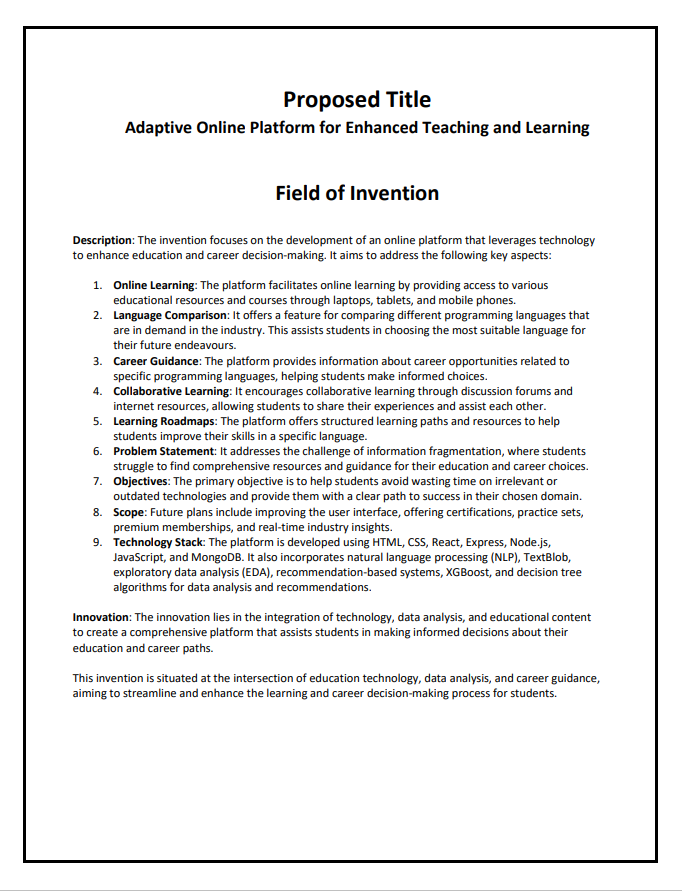 Proposed Title
Adaptive Online Platform for Enhanced Teaching and Learning
Field of Invention
Description: The invention focuses on the development of an online platform that leverages technology
to enhance education and career decision-making. It aims to address the following key aspects:
1. Online Learning: The platform facilitates online learning by providing access to various
educational resources and courses through laptops, tablets, and mobile phones.
2. Language Comparison: It offers a feature for comparing different programming languages that
are in demand in the industry. This assists students in choosing the most suitable language for
their future endeavours.
3. Career Guidance: The platform provides information about career opportunities related to
specific programming languages, helping students make informed choices.
4. Collaborative Learning: It encourages collaborative learning through discussion forums and
internet resources, allowing students to share their experiences and assist each other.
5. Learning Roadmaps: The platform offers structured learning paths and resources to help
students improve their skills in a specific language.
6. Problem Statement: It addresses the challenge of information fragmentation, where students
struggle to find comprehensive resources and guidance for their education and career choices.
7. Objectives: The primary objective is to help students avoid wasting time on irrelevant or
outdated technologies and provide them with a clear path to success in their chosen domain.
8. Scope: Future plans include improving the user interface, offering certifications, practice sets,
premium memberships, and real-time industry insights.
9. Technology Stack: The platform is developed using HTML, CSS, React, Express, Node.js,
JavaScript, and MongoDB. It also incorporates natural language processing (NLP), TextBlob,
exploratory data analysis (EDA), recommendation-based systems, XGBoost, and decision tree
algorithms for data analysis and recommendations.
Innovation: The innovation lies in the integration of technology, data analysis, and educational content
to create a comprehensive platform that assists students in making informed decisions about their
education and career paths.
This invention is situated at the intersection of education technology, data analysis, and career guidance,
aiming to streamline and enhance the learning and career decision-making process for students.